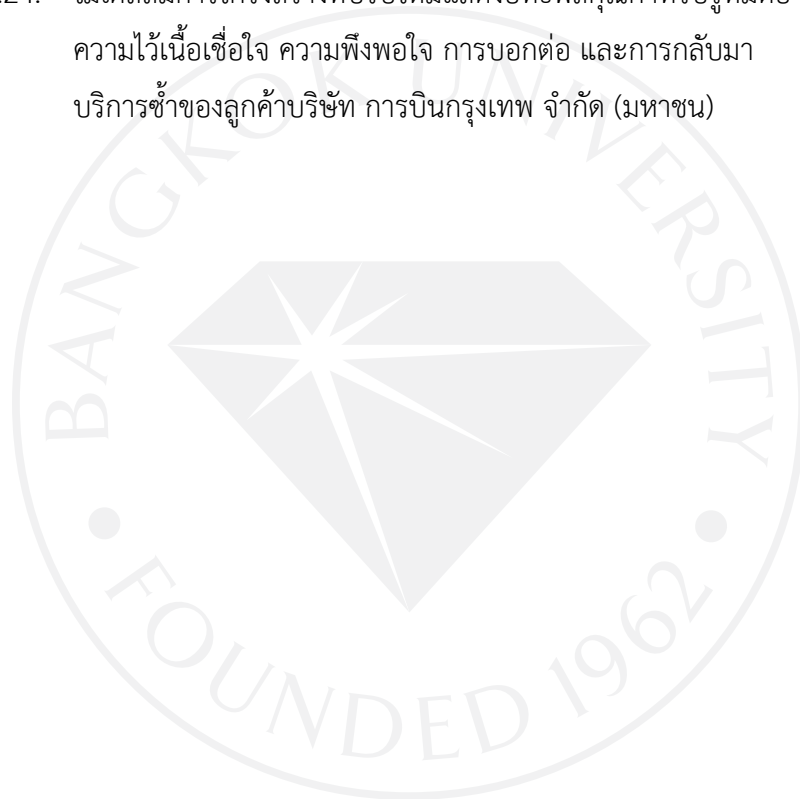 ความไว้เนื้อเชื่อใจ ความพึงพอใจ การบอกต่อ และการกลับมา
บริการซ้ำของลูกค้าบริษัท การบินกรุงเทพ จำกัด (มหาชน)
BANGKOK UNIVERSITY
• FOUNDED 1962 •